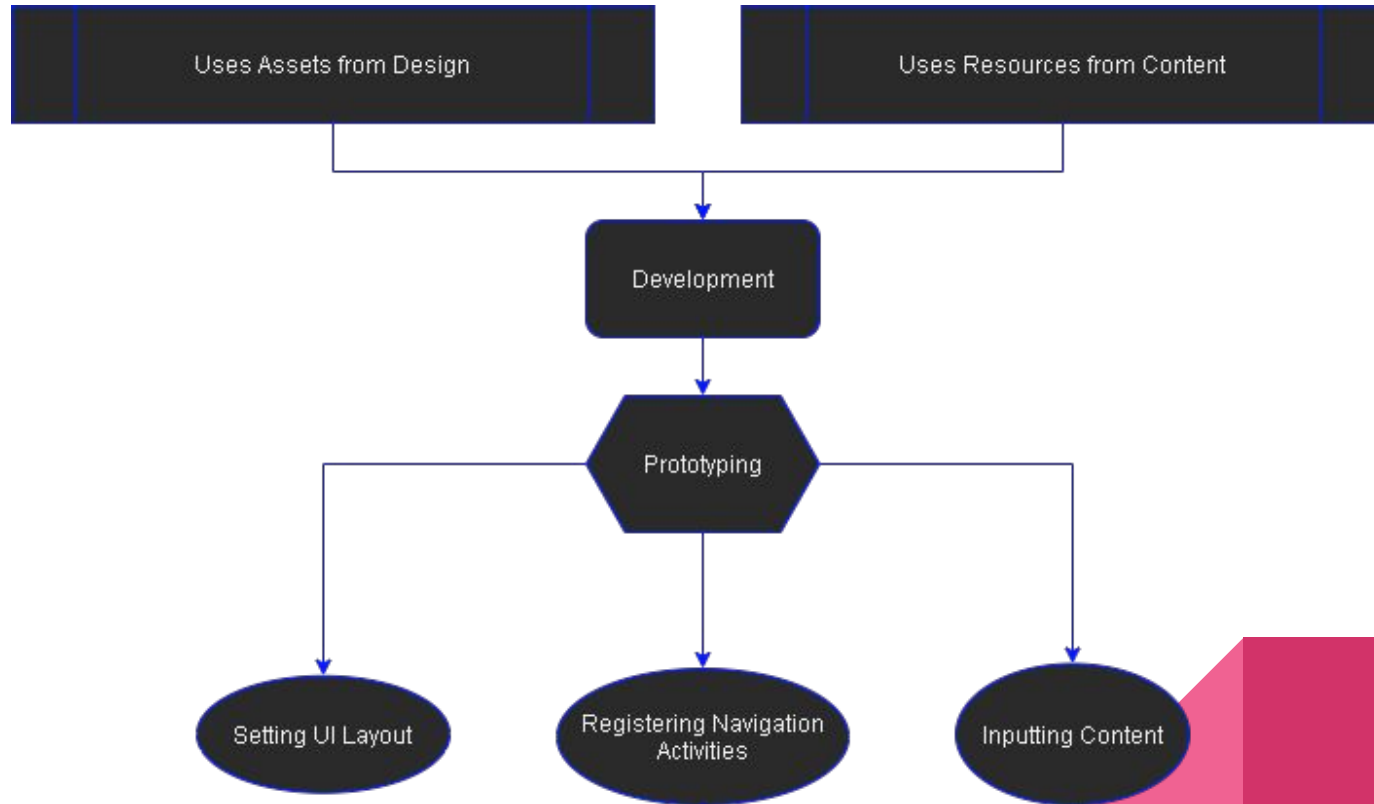 Uses Assets from Design
Uses Resources from Content
Development
Prototyping
Setting UI Layout
Registering Navigation
Activities
Inputting Content